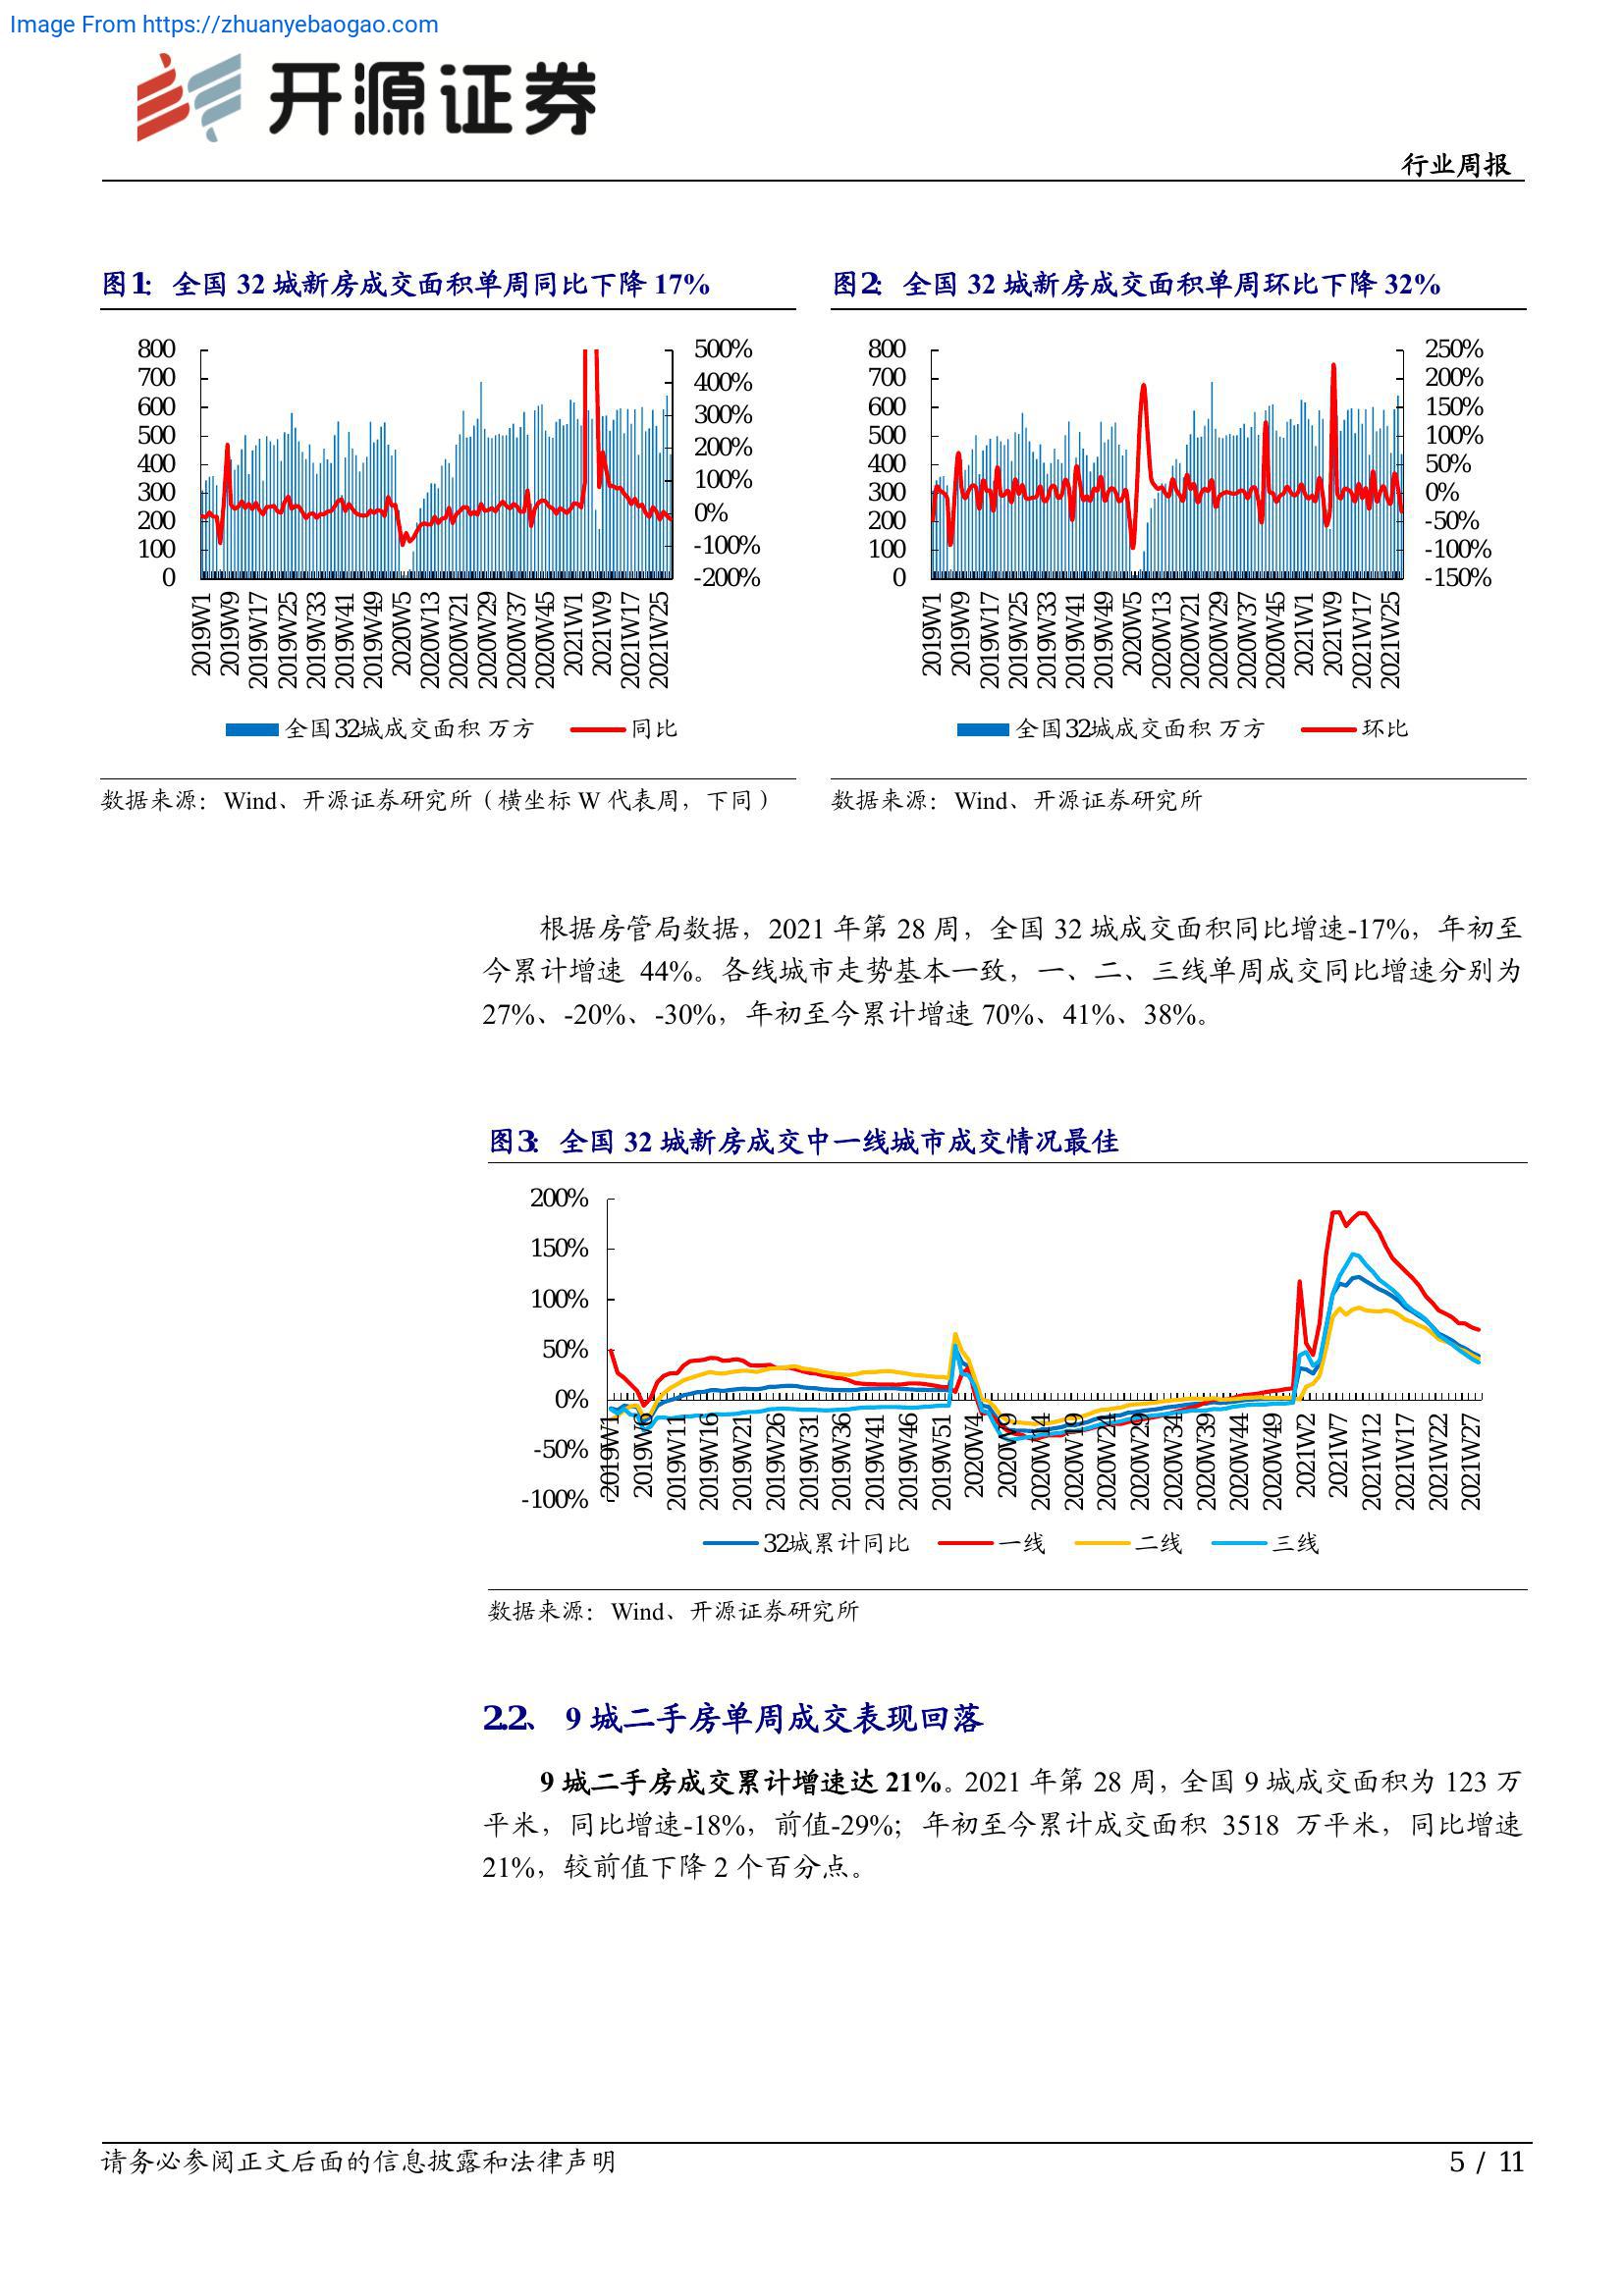 Image From https://zhuanyebaogao.com
开源证券
行业周报
图1： 全国 32 城新房成交面积单周同比下降 17%
800
700
600
500
400
300
200
100
0
500%
400%
300%
200%
100%
0%
-100%
-200%
2019W1
2019W9
2019W17
2019W25
2019W33
2019W41
2019W49
2020W5
2020W13
2020W21
2020W29
2020W37
2020W45
2021W1
2021W9
2021W17
2021W25
全国32城成交面积 万方 同比
数据来源：Wind、开源证券研究所（横坐标 W 代表周，下同）
图2： 全国 32 城新房成交面积单周环比下降 32%
800
700
600
500
400
300
200
100
0
250%
200%
150%
100%
50%
0%
-50%
-100%
-150%
2019W1
2019W9
2019W17
2019W25
2019W33
2019W41
2019W49
2020W5
2020W13
2020W21
2020W29
2020W37
2020W45
2021W1
2021W9
2021W17
2021W25
全国32城成交面积 万方 环比
数据来源：Wind、开源证券研究所
根据房管局数据，2021 年第 28 周，全国 32 城成交面积同比增速-17%，年初至
今累计增速 44%。各线城市走势基本一致，一、二、三线单周成交同比增速分别为
27%、-20%、-30%，年初至今累计增速 70%、41%、38%。
图3： 全国 32 城新房成交中一线城市成交情况最佳
200%
150%
100%
50%
0%
-50%
-100%
2019W1
2019W6
2019W11
2019W16
2019W21
2019W26
2019W31
2019W36
2019W41
2019W46
2019W51
2020W4
2020W9
2020W14
2020W19
2020W24
2020W29
2020W34
2020W39
2020W44
2020W49
2021W2
2021W7
2021W12
2021W17
2021W22
2021W27
32城累计同比 一线 二线 三线
数据来源：Wind、开源证券研究所
2.2、 9 城二手房单周成交表现回落
9 城二手房成交累计增速达 21%。2021 年第 28 周，全国 9 城成交面积为 123 万
平米，同比增速-18%，前值-29%；年初至今累计成交面积 3518 万平米，同比增速
21%，较前值下降 2 个百分点。
请务必参阅正文后面的信息披露和法律声明
5 / 11